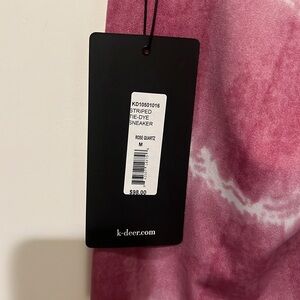 KD10501016
STRIPED
TIE-DYE
SNEAKER
ROSE QUARTZ
M
$98.00
k-deer.com